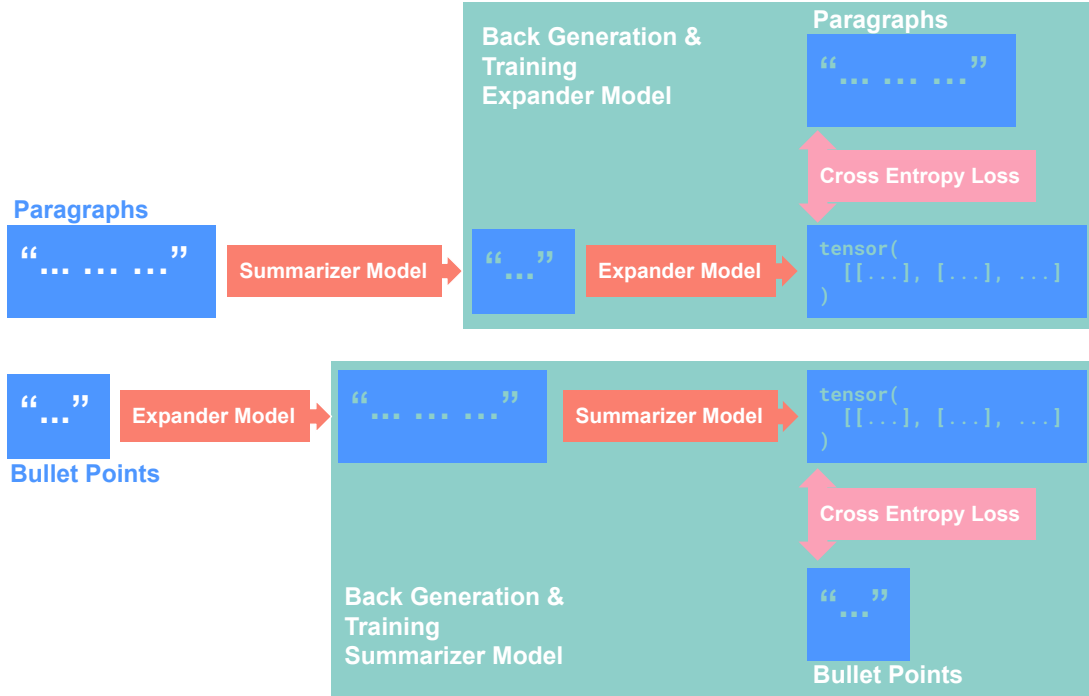 Back Generation &
Training
Expander Model
Paragraphs
“... ... ...”
Cross Entropy Loss
Paragraphs
“... ... ...”
Summarizer Model
“...”
Expander Model
tensor(
  [[...], [...], ...]
)
“...”
Bullet Points
Expander Model
“... ... ...”
Summarizer Model
tensor(
  [[...], [...], ...]
)
Cross Entropy Loss
Back Generation &
Training
Summarizer Model
“...”
Bullet Points